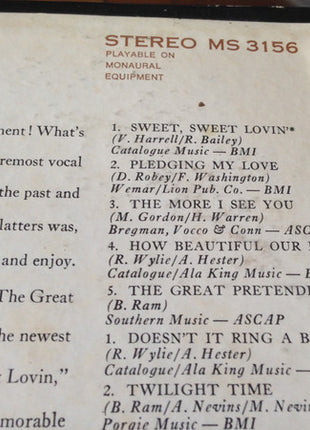 STEREO MS 3156
PLAYABLE ON
MONAURAL
EQUIPMENT
ment! What's
remost vocal
the past and
latters was,
and enjoy.
The Great
the newest
Lovin,"
morable
1. SWEET, SWEET LOVIN'*
(V. Harrell/R. Bailey)
Catalogue Music — BMI
2. PLEDGING MY LOVE
(D. Robey/F. Washington)
Wemar/Lion Pub. Co. — BMI
3. THE MORE I SEE YOU
(M. Gordon/H. Warren)
Bregman, Vocco & Conn — ASCAP
4. HOW BEAUTIFUL OUR
(R. Wylie/A. Hester)
Catalogue/Ala King Music — B
5. THE GREAT PRETENDE
(B. Ram)
Southern Music — ASCAP
1. DOESN'T IT RING A B
(R. Wylie/A. Hester)
Catalogue/Ala King Music —
2. TWILIGHT TIME
(B. Ram/A. Nevins/M. Nevin
Porgie Music — BMI